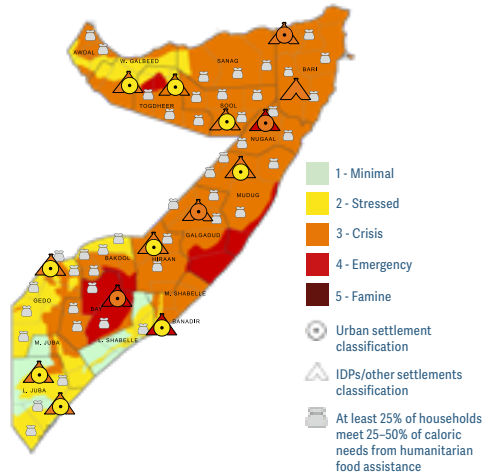 AWDAL
W. GALBEED
SANAG
BARI
TOGDHEER
SOOL
NUGAAL
MUDUG
GALGADUD
HIRAAN
BAKOOL
GEDO
BAY
M. SHABELLE
BANADIR
L. SHABELLE
M. JUBA
L. JUBA
1 - Minimal
2 - Stressed
3 - Crisis
4 - Emergency
5 - Famine
Urban settlement
classification
IDPs/other settlements
classification
At least 25% of households
meet 25–50% of caloric
needs from humanitarian
food assistance